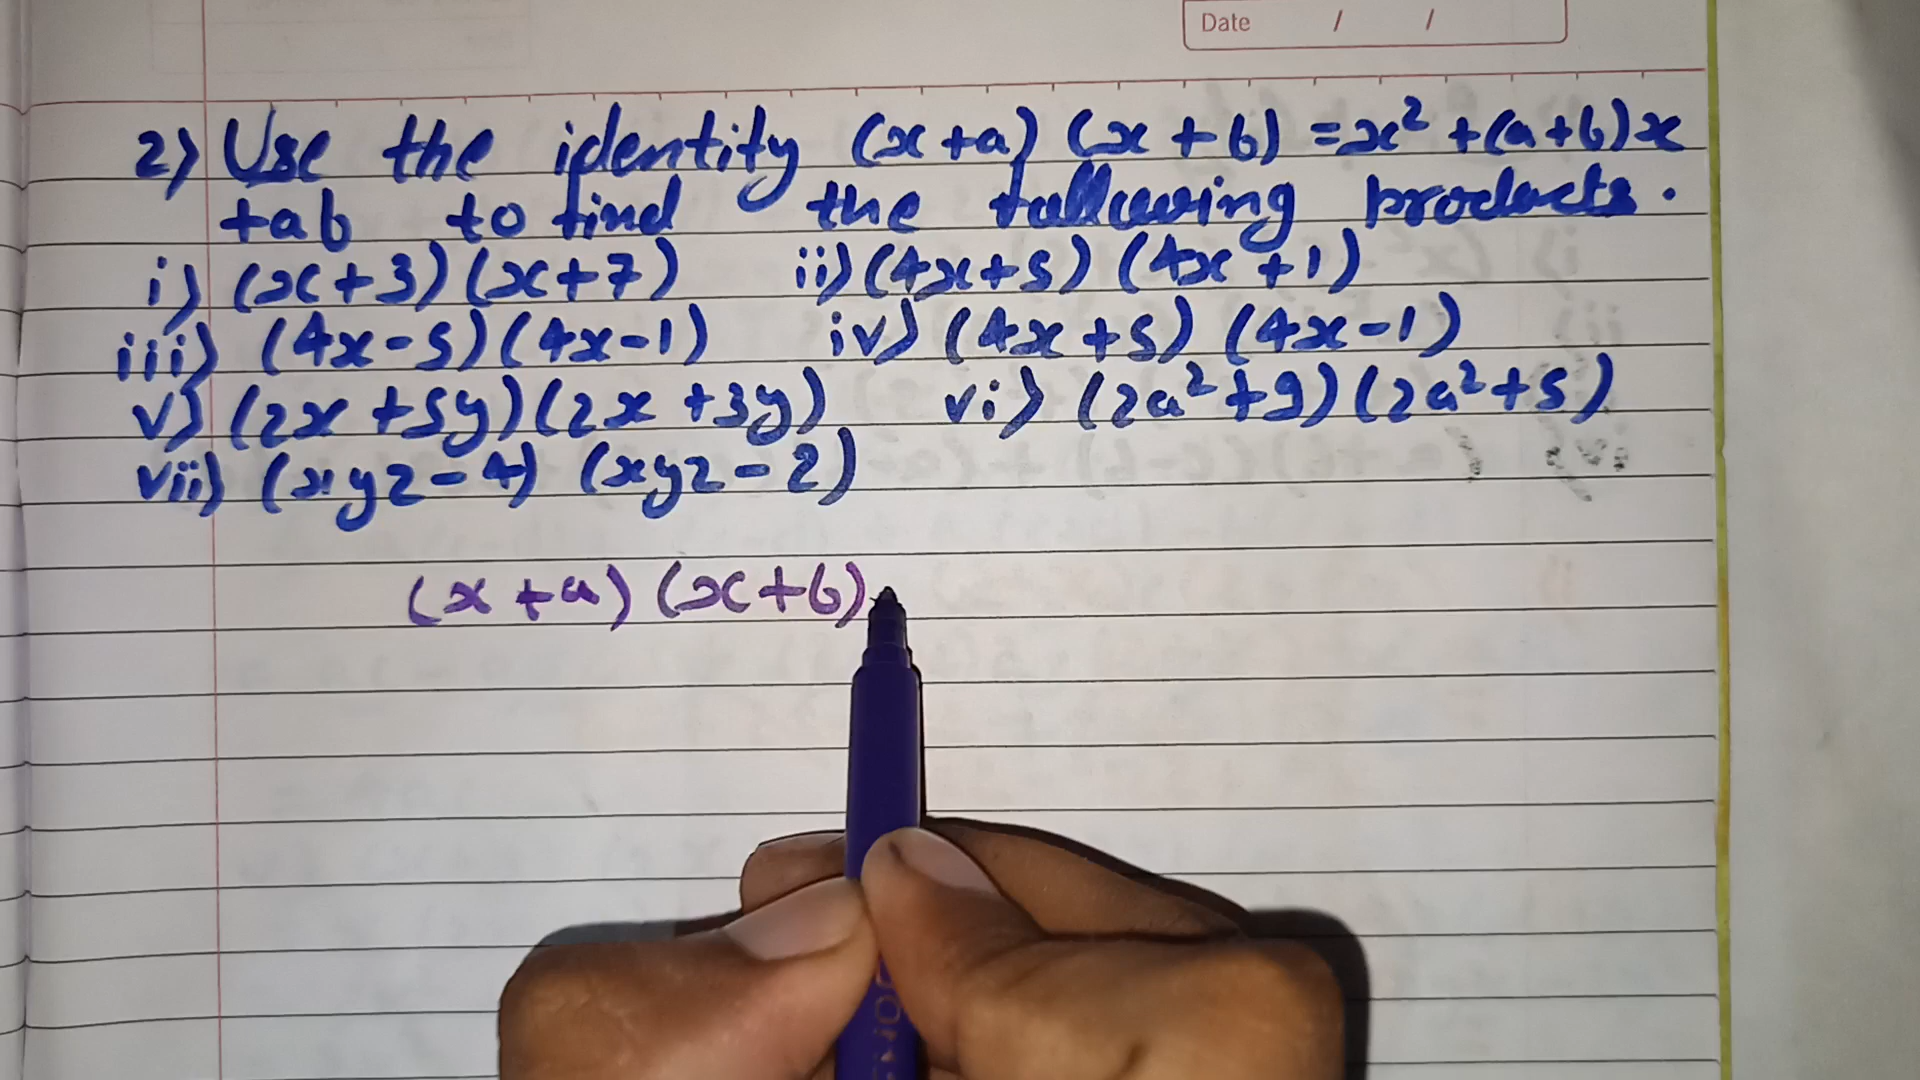 Date / /
2) Use the identity (x+a) (x+b) = x² + (a+b)x
+ab to find the following products.
i) (x+3)(x+7) ii) (4x+5) (4x+1)
iii) (4x-5)(4x-1) iv) (4x+5) (4x-1)
v) (2x+5y)(2x+3y) vi) (2a²+9)(2a²+5)
vii) (xyz-4) (xyz-2)
(x+a) (x+b)